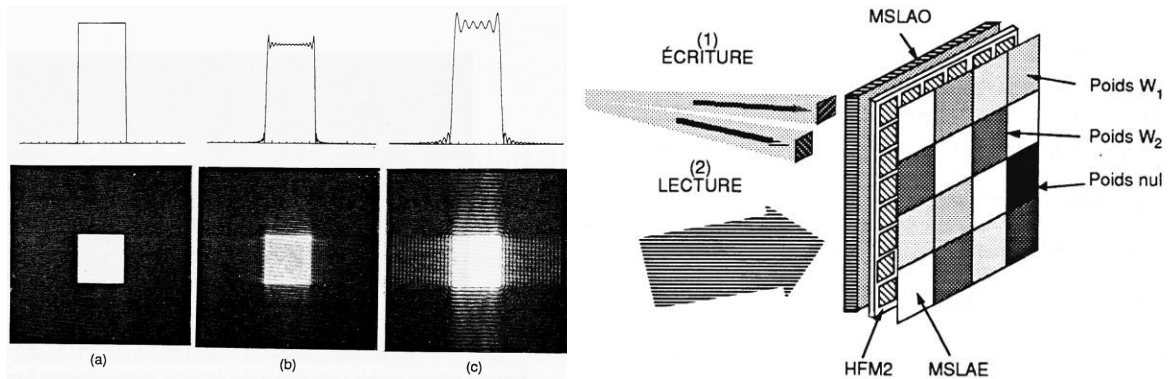 (a)
(b)
(c)
MSLAO
(1)
ÉCRITURE
(2)
LECTURE
Poids W₁
Poids W₂
Poids nul
HFM2
MSLAE